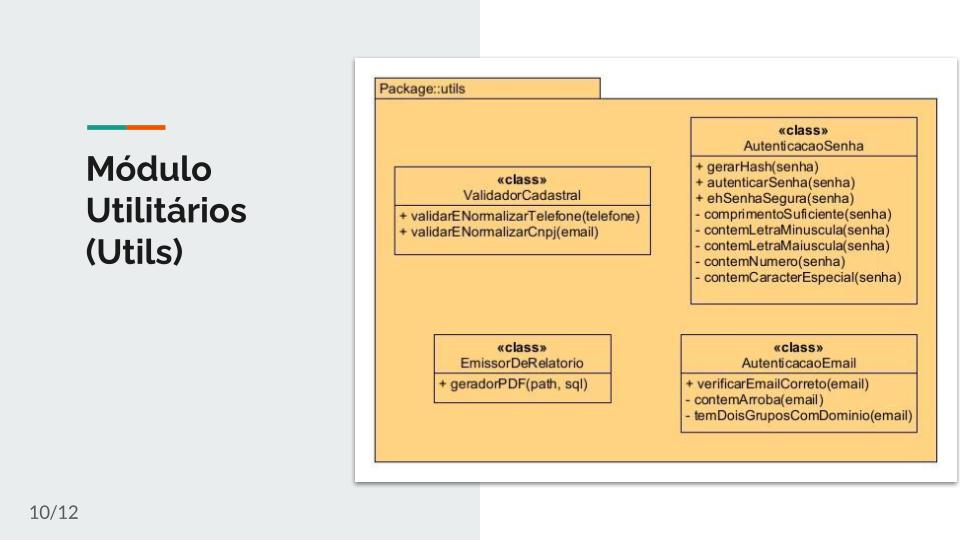 Módulo
Utilitários
(Utils)
Package::utils
«class»
ValidadorCadastral
+ validarENormalizarTelefone(telefone)
+ validarENormalizarCnpj(email)
«class»
AutenticacaoSenha
+ gerarHash(senha)
+ autenticarSenha(senha)
+ ehSenhaSegura(senha)
- comprimentoSuficiente(senha)
- contemLetraMinuscula(senha)
- contemLetraMaiuscula(senha)
- contemNumero(senha)
- contemCaracterEspecial(senha)
«class»
EmissorDeRelatorio
+ geradorPDF(path, sql)
«class»
AutenticacaoEmail
+ verificarEmailCorreto(email)
- contemArroba(email)
- temDoisGruposComDominio(email)
10/12